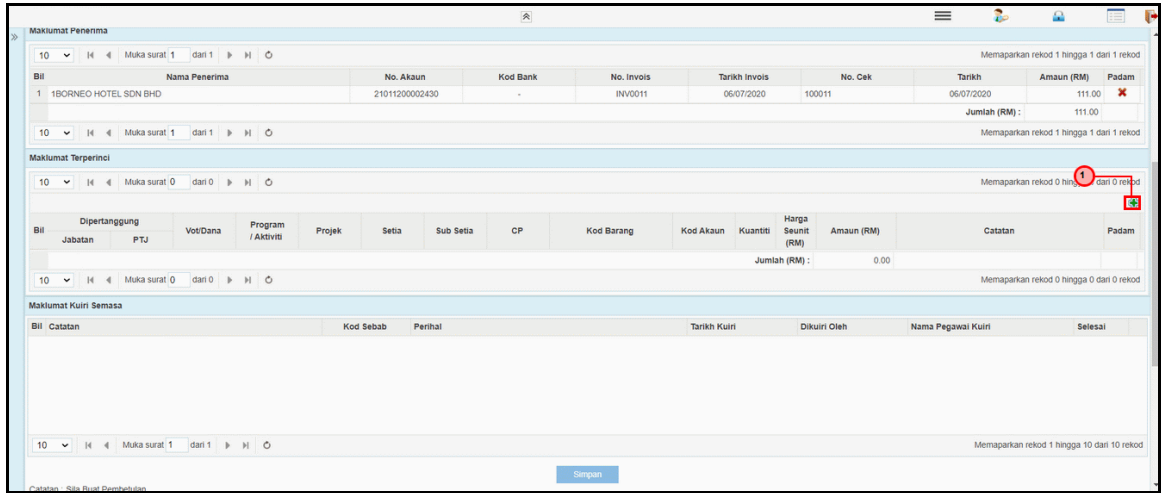 Maklumat Penerima
10 Muka surat 1 dari 1 Memaparkan rekod 1 hingga 1 dari 1 rekod
Bil Nama Penerima No. Akaun Kod Bank No. Invois Tarikh Invois No. Cek Tarikh Amaun (RM) Padam
1 1BORNEO HOTEL SDN BHD 21011200002430 - INV0011 06/07/2020 100011 06/07/2020 111.00
Jumlah (RM) : 111.00
10 Muka surat 1 dari 1 Memaparkan rekod 1 hingga 1 dari 1 rekod
Maklumat Terperinci
10 Muka surat 0 dari 0 Memaparkan rekod 0 hingga dari 0 rekod
1
Bil Dipertanggung Vot/Dana Program / Aktiviti Projek Setia Sub Setia CP Kod Barang Kod Akaun Kuantiti Harga Seunit (RM) Amaun (RM) Catatan Padam
Jabatan PTJ
Jumlah (RM) : 0.00
10 Muka surat 0 dari 0 Memaparkan rekod 0 hingga 0 dari 0 rekod
Maklumat Kuiri Semasa
Bil Catatan Kod Sebab Perihal Tarikh Kuiri Dikuiri Oleh Nama Pegawai Kuiri Selesai
10 Muka surat 1 dari 1 Memaparkan rekod 1 hingga 10 dari 10 rekod
Simpan
Catatan : Sila Buat Pembetulan